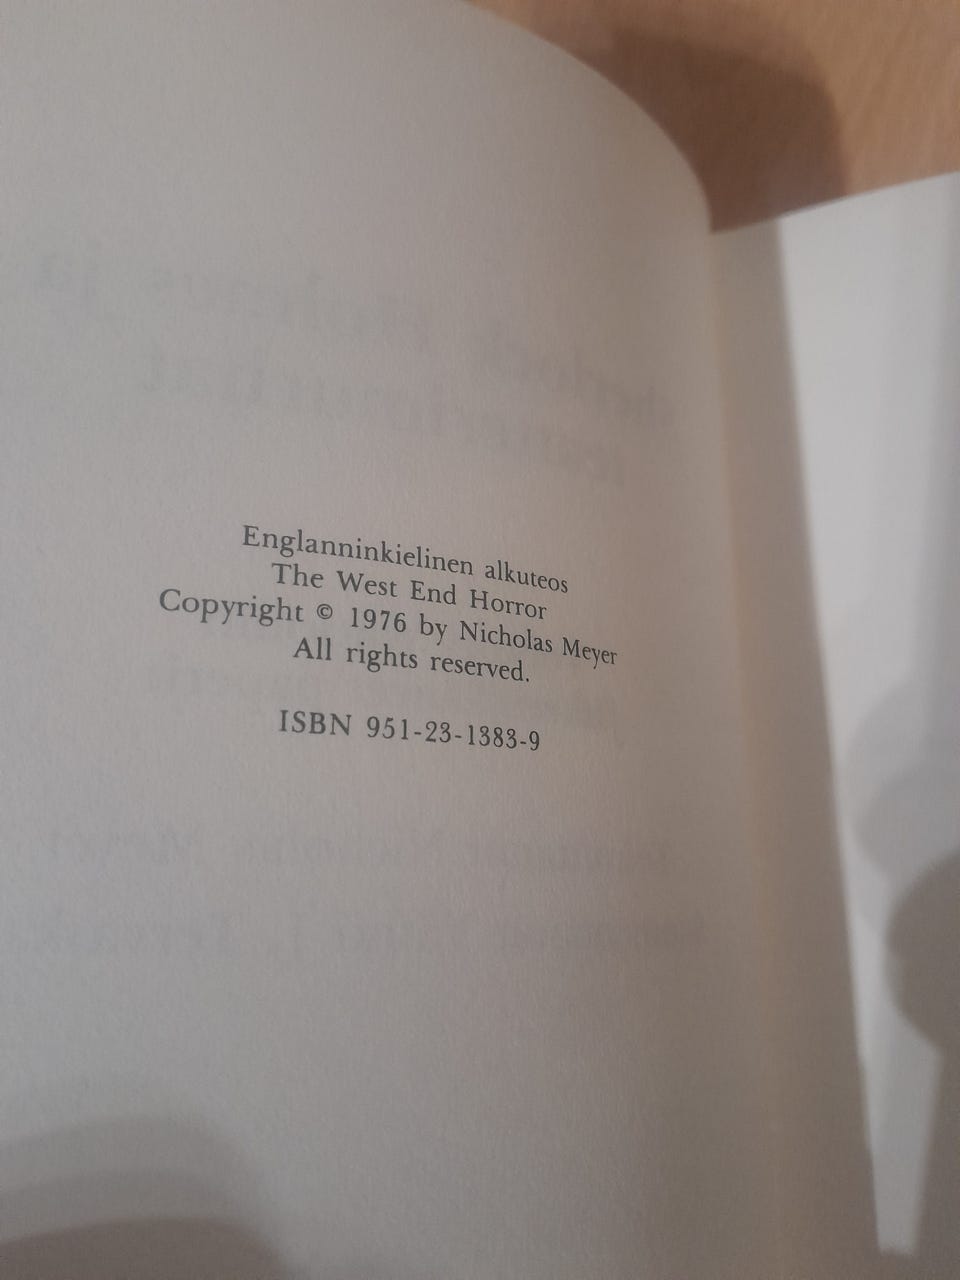 Englanninkielinen alkuteos
The West End Horror
Copyright © 1976 by Nicholas Meyer
All rights reserved.
ISBN 951-23-1383-9